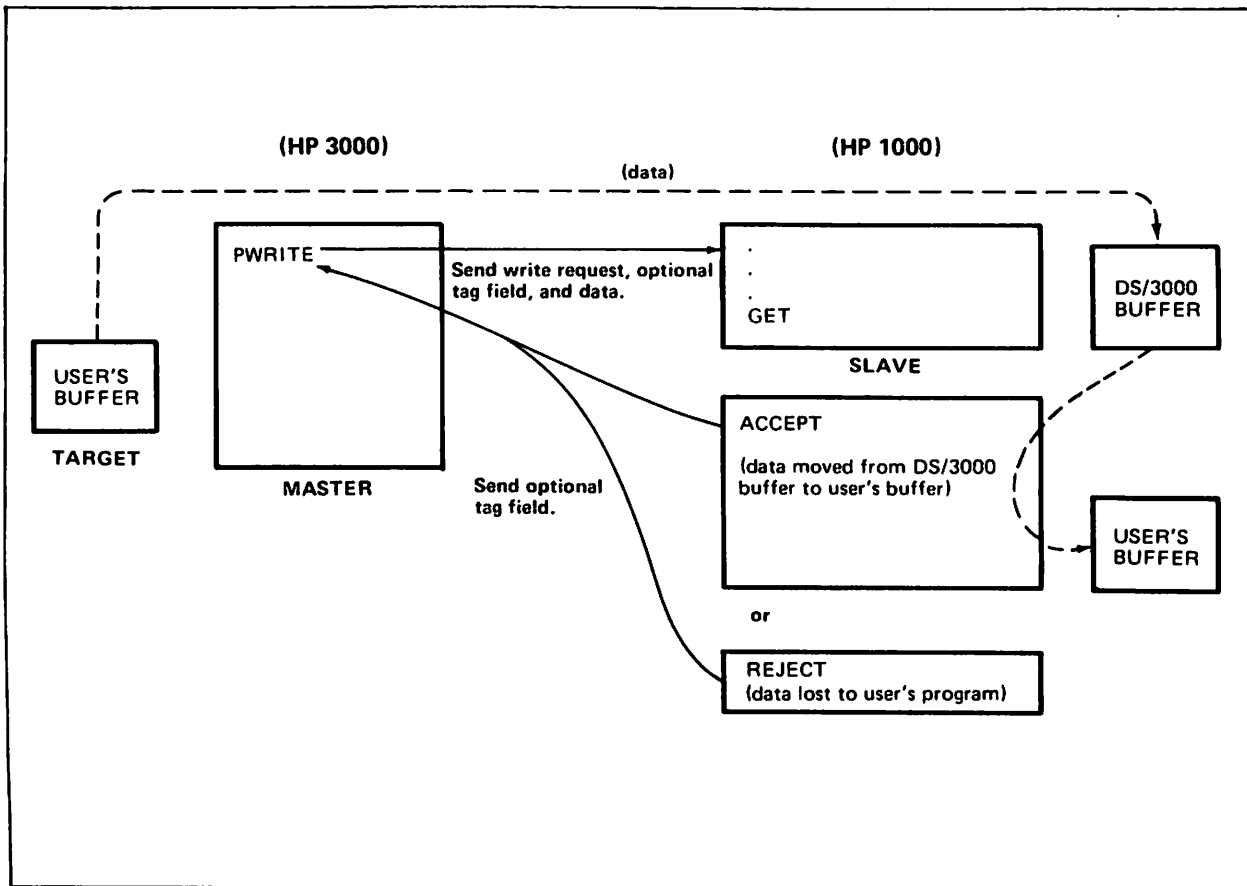 (HP 3000)
(HP 1000)
(data)
PWRITE
Send write request, optional
tag field, and data.
.
.
.
GET
DS/3000
BUFFER
SLAVE
USER'S
BUFFER
TARGET
MASTER
ACCEPT
(data moved from DS/3000
buffer to user's buffer)
Send optional
tag field.
USER'S
BUFFER
or
REJECT
(data lost to user's program)